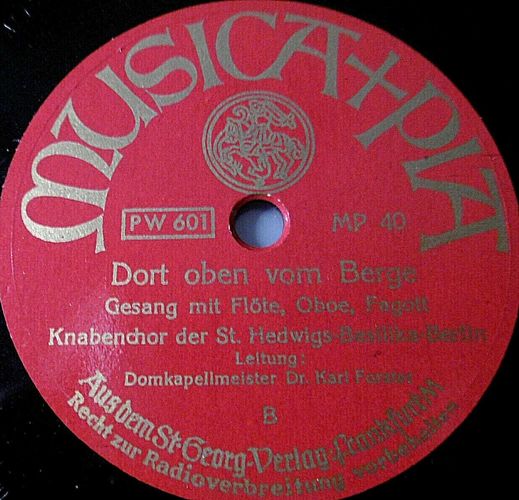 MUSICA+PIA
PW 601 MP 40
Dort oben vom Berge
Gesang mit Flöte, Oboe, Fagott
Knabenchor der St. Hedwigs-Basilika-Berlin
Leitung:
Domkapellmeister Dr. Karl Forster
B
Aus dem St. Georg-Verlag-Frankfurt M
Recht zur Radioverbreitung vorbehalten